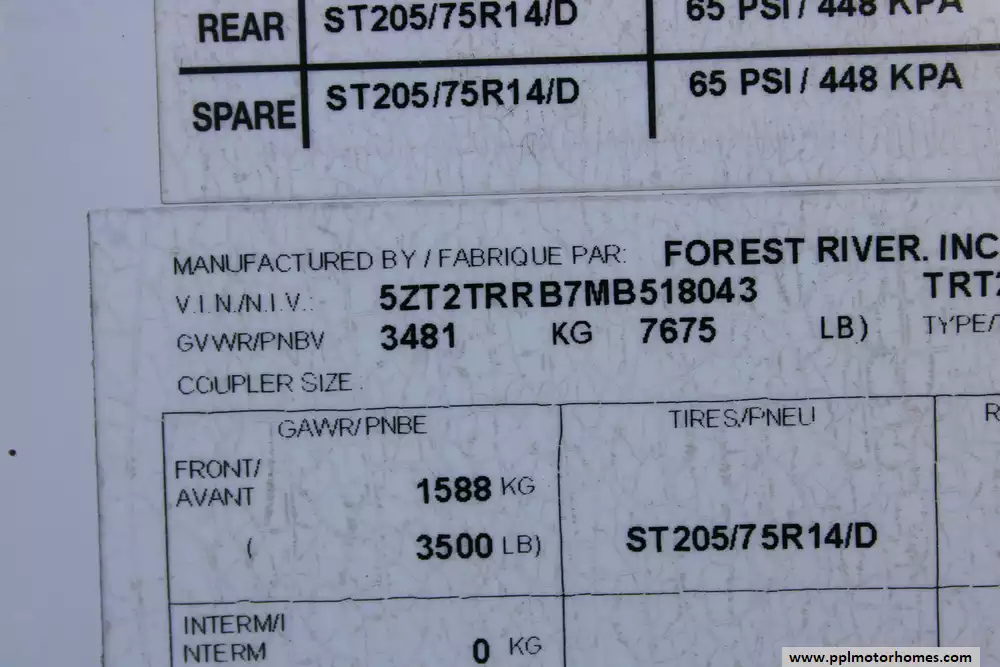 REAR ST205/75R14/D 65 PSI / 448 KPA
SPARE ST205/75R14/D 65 PSI / 448 KPA
MANUFACTURED BY / FABRIQUE PAR: FOREST RIVER. INC
V.I.N./N.I.V.: 5ZT2TRRB7MB518043
GVWR/PNBV 3481 KG 7675 LB) TYPE/
COUPLER SIZE :
GAWR/PNBE TIRES/PNEU R
FRONT/
AVANT 1588 KG
( 3500 LB) ST205/75R14/D
INTERM/I
NTERM 0 KG
www.pplmotorhomes.com